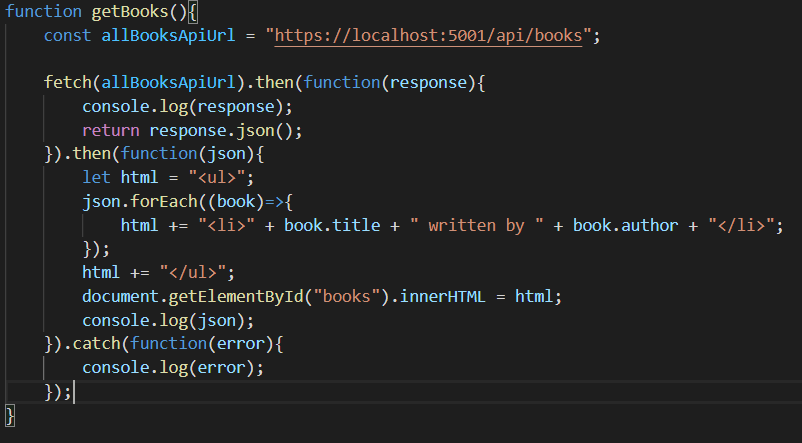 function getBooks(){
    const allBooksApiUrl = "https://localhost:5001/api/books";

    fetch(allBooksApiUrl).then(function(response){
        console.log(response);
        return response.json();
    }).then(function(json){
        let html = "<ul>";
        json.forEach((book)=>{
            html += "<li>" + book.title + " written by " + book.author + "</li>";
        });
        html += "</ul>";
        document.getElementById("books").innerHTML = html;
        console.log(json);
    }).catch(function(error){
        console.log(error);
    });
}